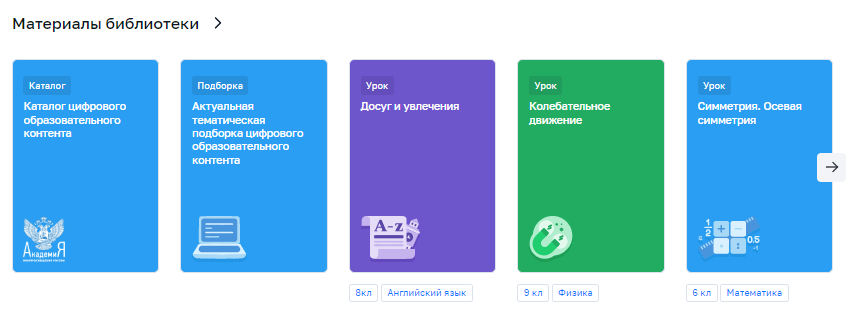 Материалы библиотеки
Каталог
Каталог цифрового
образовательного
контента
АкадемиЯ
Подборка
Актуальная
тематическая
подборка цифрового
образовательного
контента
Урок
Досуг и увлечения
A-z
8кл
Английский язык
Урок
Колебательное
движение
9 кл
Физика
Урок
Симметрия. Осевая
симметрия
1/2
+ −
× :
0.5
6 кл
Математика